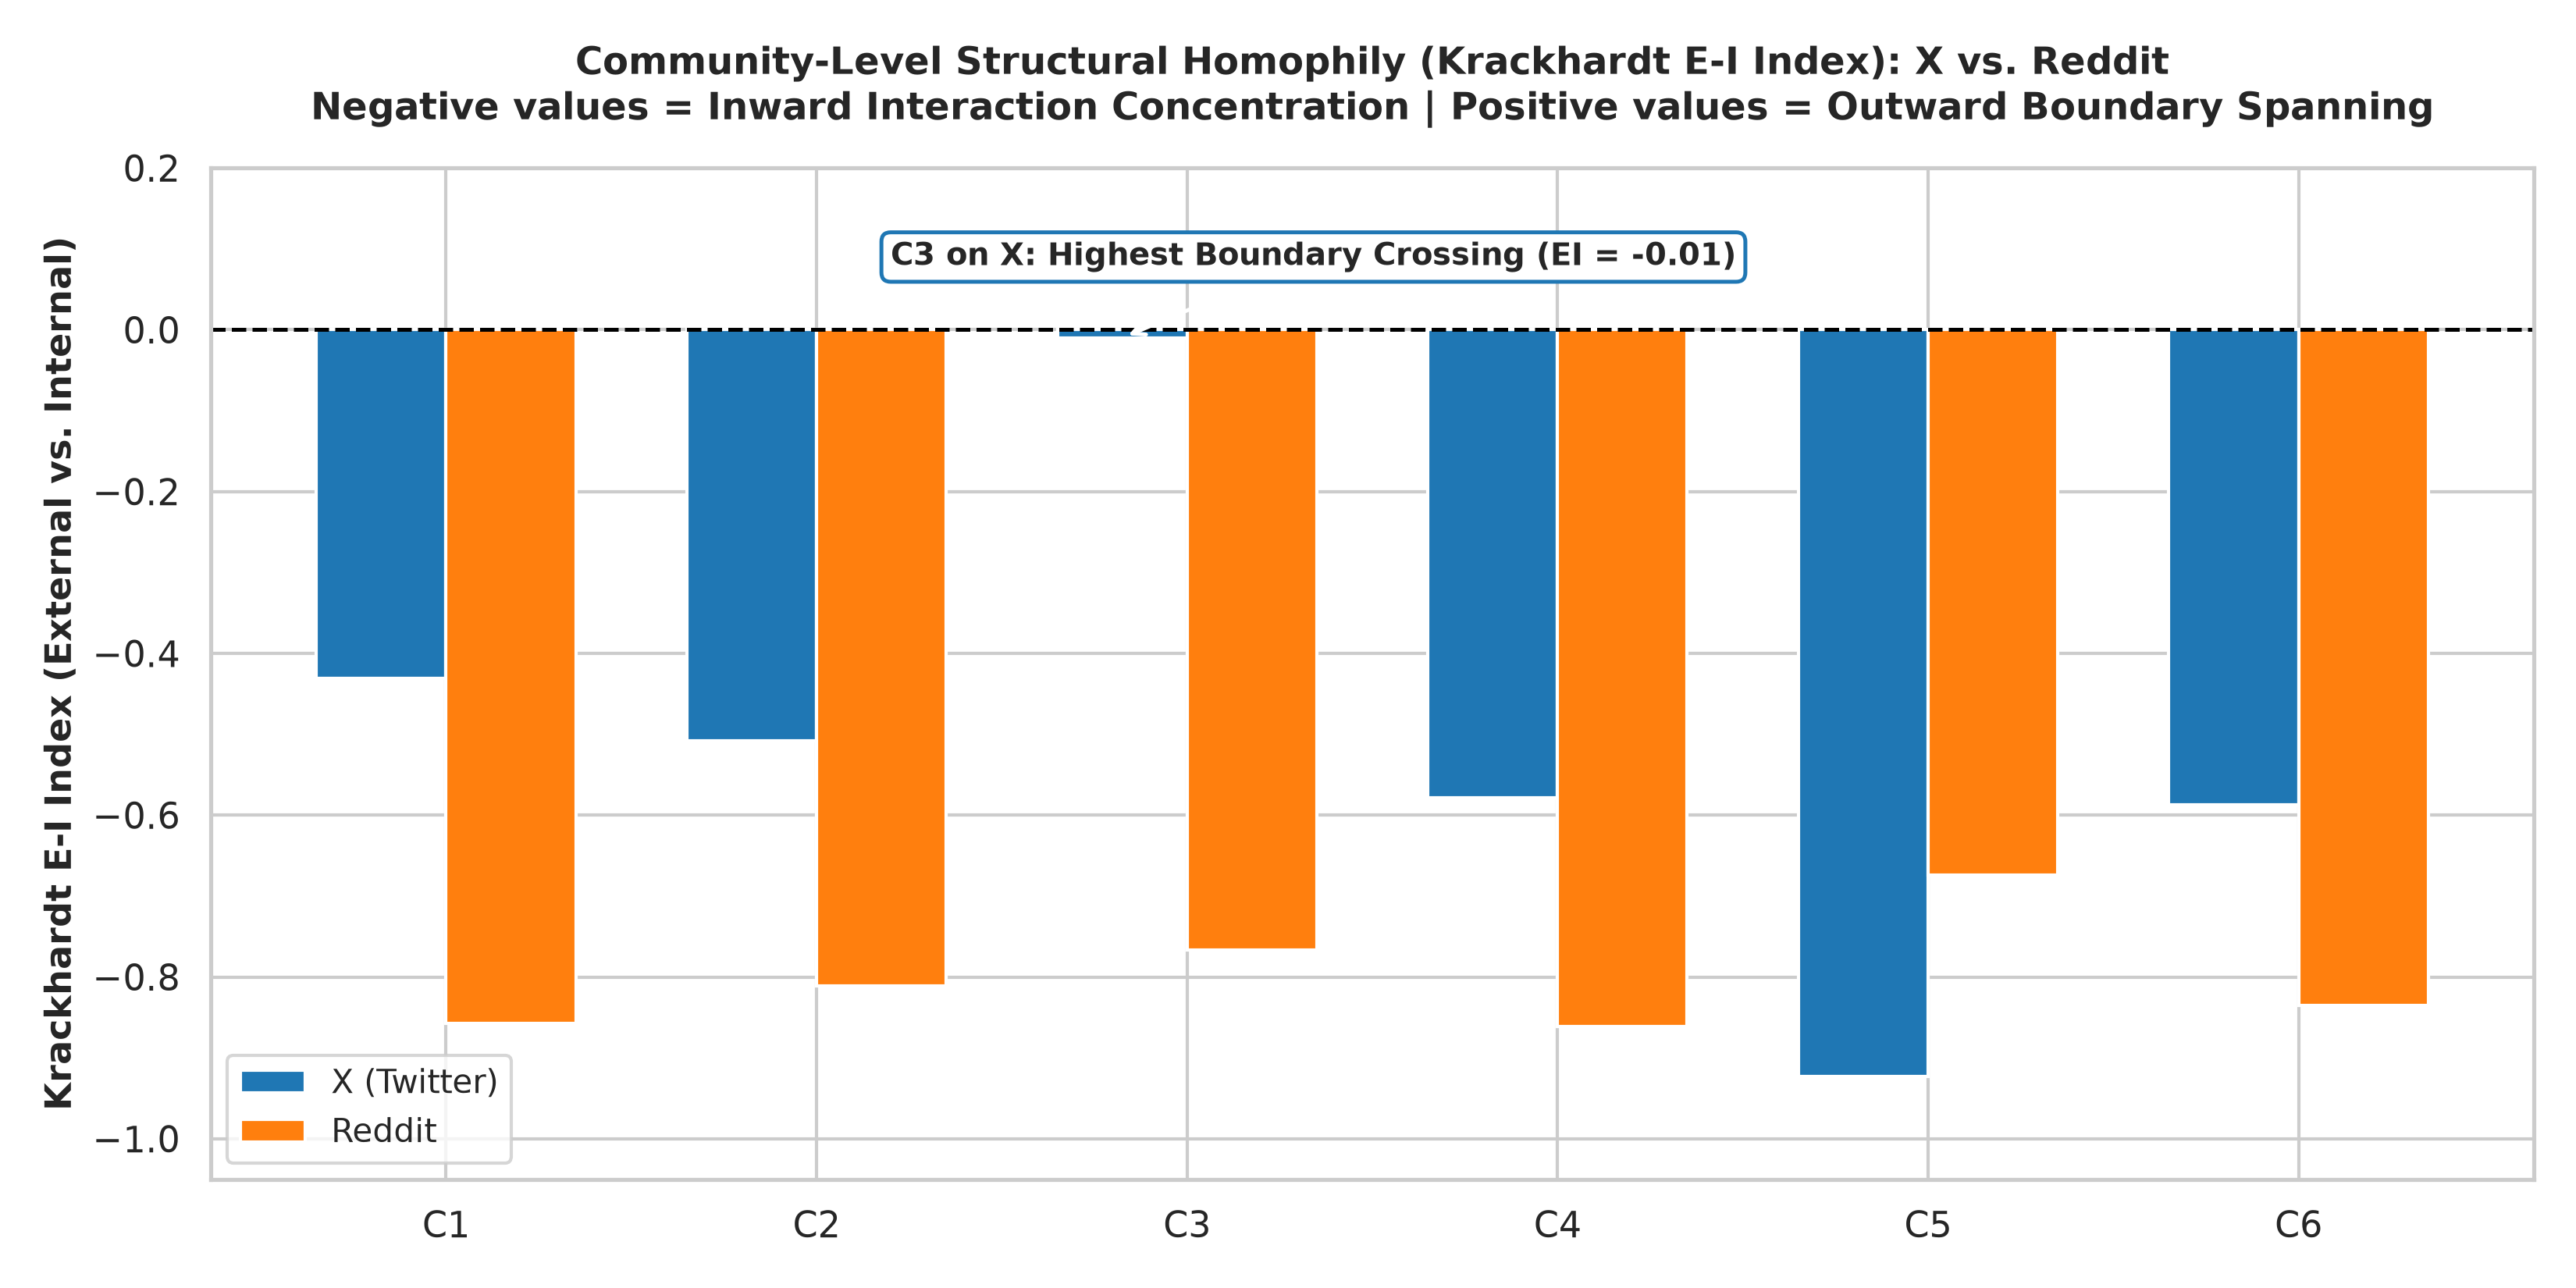 Community-Level Structural Homophily (Krackhardt E-I Index): X vs. Reddit
Negative values = Inward Interaction Concentration | Positive values = Outward Boundary Spanning
Krackhardt E-I Index (External vs. Internal)
0.2
0.0
−0.2
−0.4
−0.6
−0.8
−1.0
C3 on X: Highest Boundary Crossing (EI = -0.01)
X (Twitter)
Reddit
C1
C2
C3
C4
C5
C6